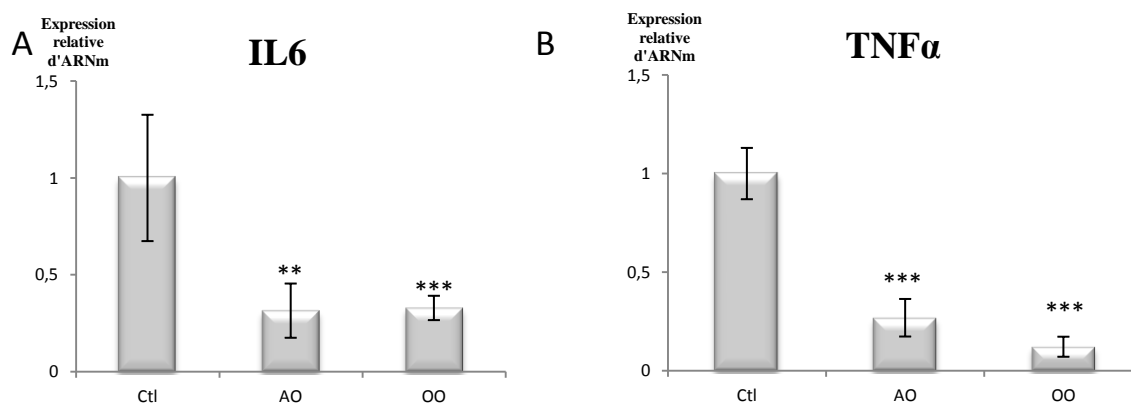 A
Expression
relative
d'ARNm
IL6
1,5
1
0,5
0
**
***
Ctl
AO
OO
B
Expression
relative
d'ARNm
TNFα
1,5
1
0,5
0
***
***
Ctl
AO
OO